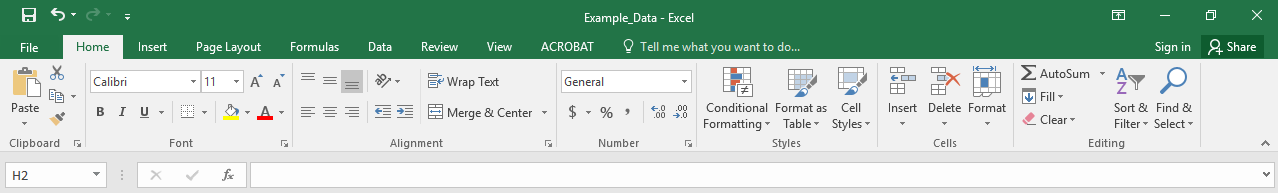 Example_Data - Excel
File Home Insert Page Layout Formulas Data Review View ACROBAT Tell me what you want to do... Sign in Share
Calibri 11 Wrap Text General AutoSum
Paste Conditional Format as Cell Insert Delete Format Fill Sort & Find &
B I U A Merge & Center $ % , Formatting Table Styles Clear Filter Select
Clipboard Font Alignment Number Styles Cells Editing
H2 fx